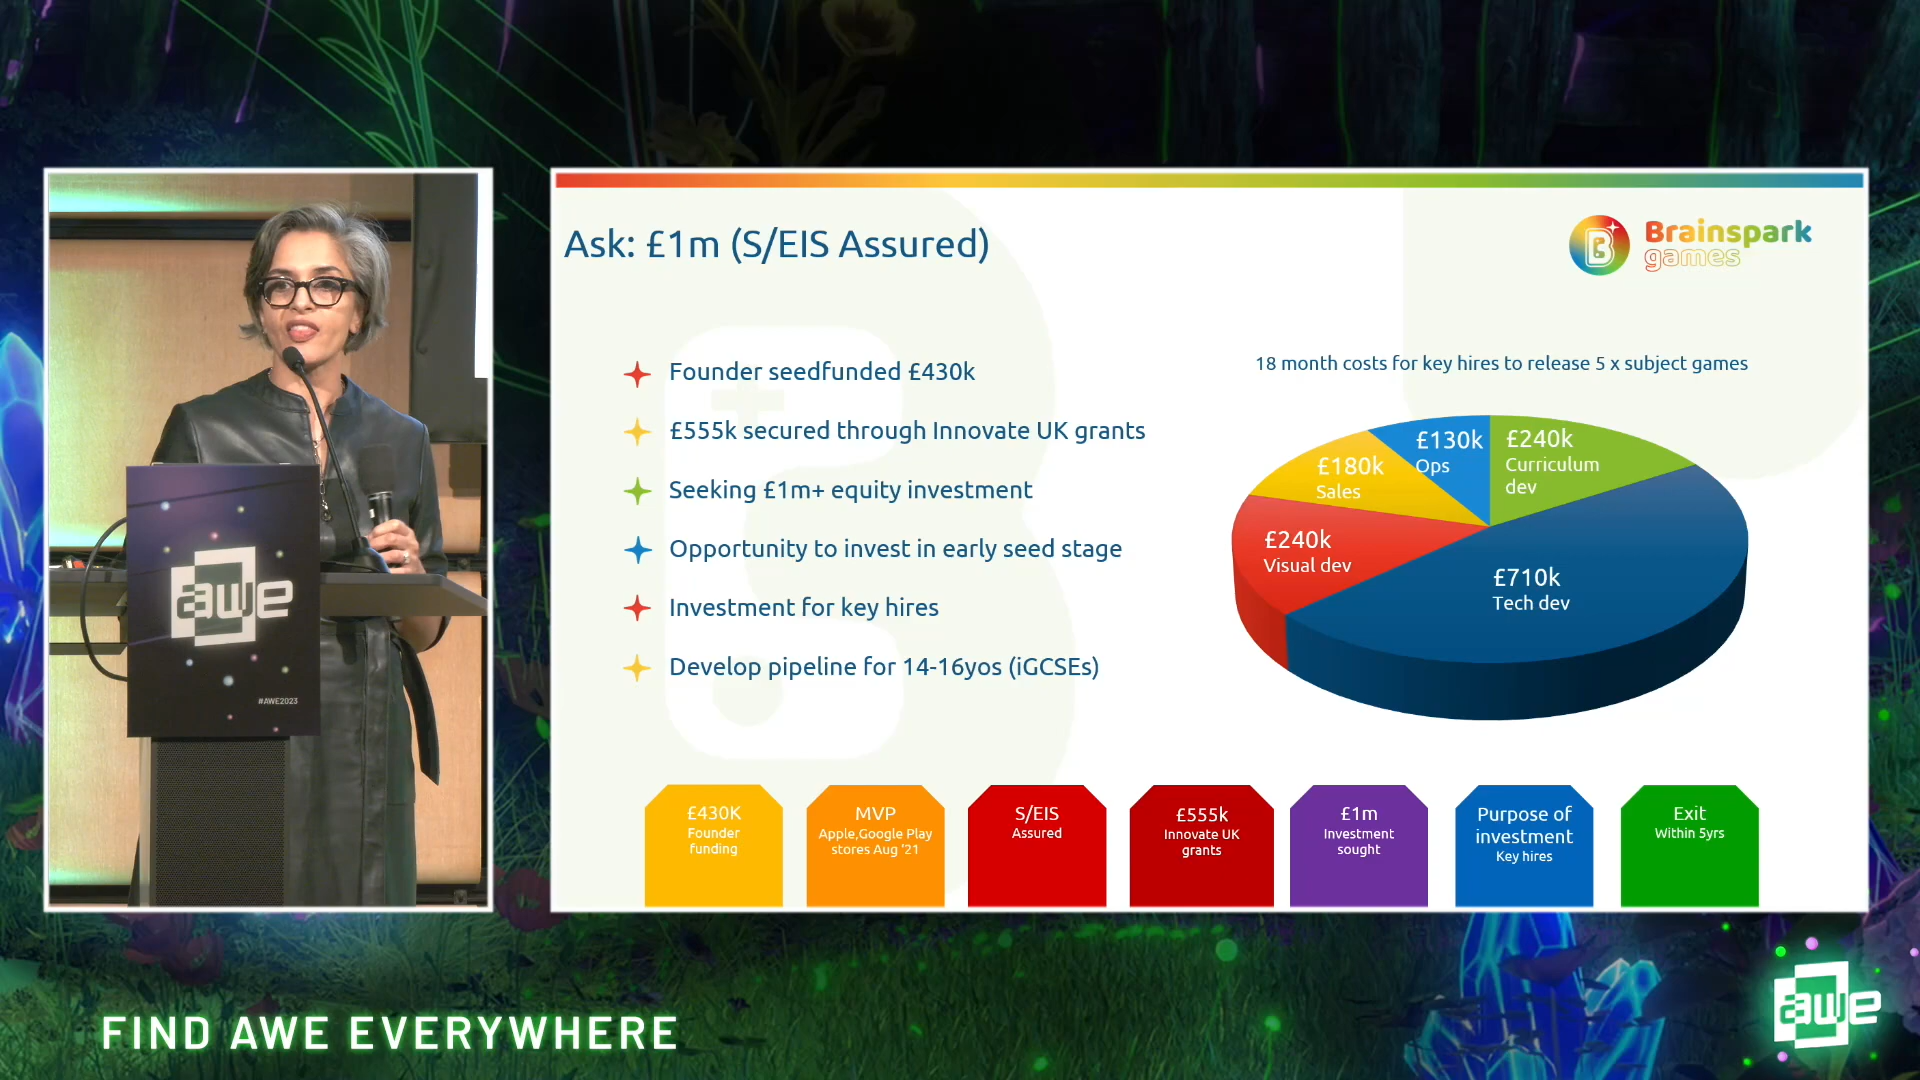 Ask: £1m (S/EIS Assured)
Brainspark
games
Founder seedfunded £430k
£555k secured through Innovate UK grants
Seeking £1m+ equity investment
Opportunity to invest in early seed stage
Investment for key hires
Develop pipeline for 14-16yos (iGCSEs)
18 month costs for key hires to release 5 x subject games
£130k
Ops
£240k
Curriculum
dev
£180k
Sales
£240k
Visual dev
£710k
Tech dev
£430K
Founder
funding
MVP
Apple,Google Play
stores Aug '21
S/EIS
Assured
£555k
Innovate UK
grants
£1m
Investment
sought
Purpose of
investment
Key hires
Exit
Within 5yrs
awe
#AWE2023
FIND AWE EVERYWHERE
awe